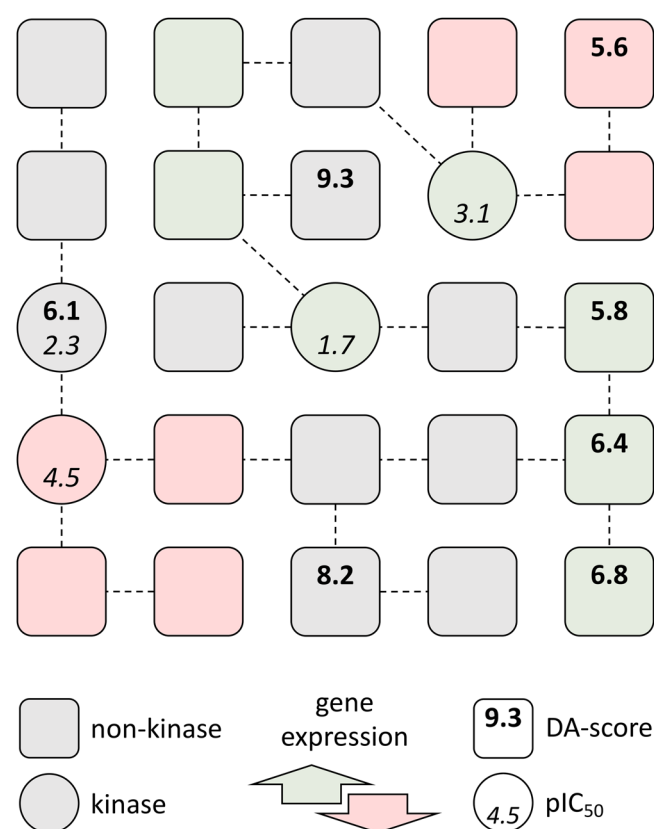 5.6
9.3
3.1
6.1
2.3
1.7
5.8
4.5
6.4
8.2
6.8
non-kinase
gene
expression
9.3
DA-score
kinase
4.5
pIC₅₀